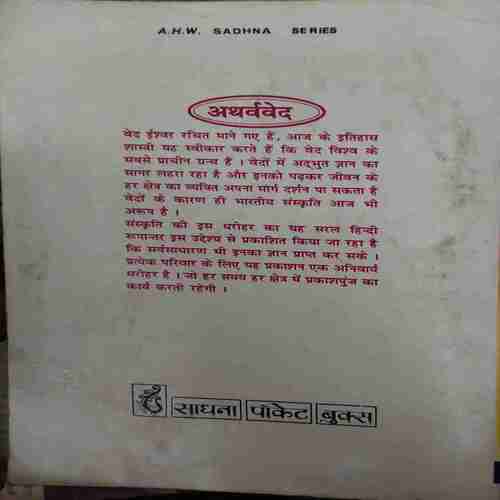 A.H.W. SADHNA SERIES
अथर्ववेद
वेद ईश्वर रचित माने गए हैं, आज के इतिहास
शास्त्री यह स्वीकार करते हैं कि वेद विश्व के
सबसे प्राचीन ग्रन्थ हैं । वेदों में अद्भुत ज्ञान का
सागर लहरा रहा है और इनको पढ़कर जीवन के
हर क्षेत्र का व्यक्ति अपना मार्ग दर्शन पा सकता है
वेदों के कारण ही भारतीय संस्कृति आज भी
अरूप है ।
संस्कृति की इस धरोहर का यह सरल हिन्दी
रूपान्तर इस उद्देश्य से प्रकाशित किया जा रहा है
कि सर्वसाधारण भी इनका ज्ञान प्राप्त कर सके ।
प्रत्येक परिवार के लिए यह प्रकाशन एक अनिवार्य
धरोहर है । जो हर समय हर क्षेत्र में प्रकाशपुंज का
कार्य करती रहेगी ।
साधना पॉकेट बुक्स